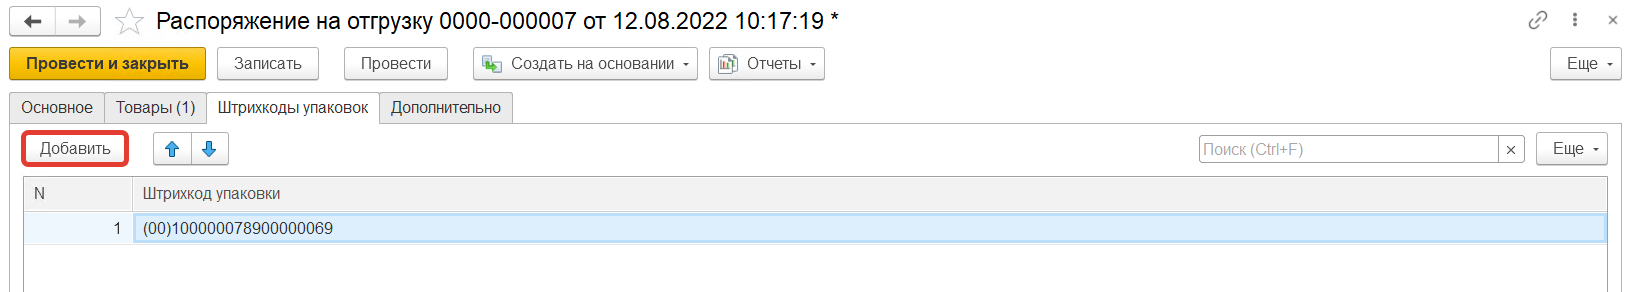 Распоряжение на отгрузку 0000-000007 от 12.08.2022 10:17:19 *
Провести и закрыть Записать Провести Создать на основании Отчеты Еще
Основное Товары (1) Штрихкоды упаковок Дополнительно
Добавить Поиск (Ctrl+F) × Еще
N Штрихкод упаковки
1 (00)100000078900000069